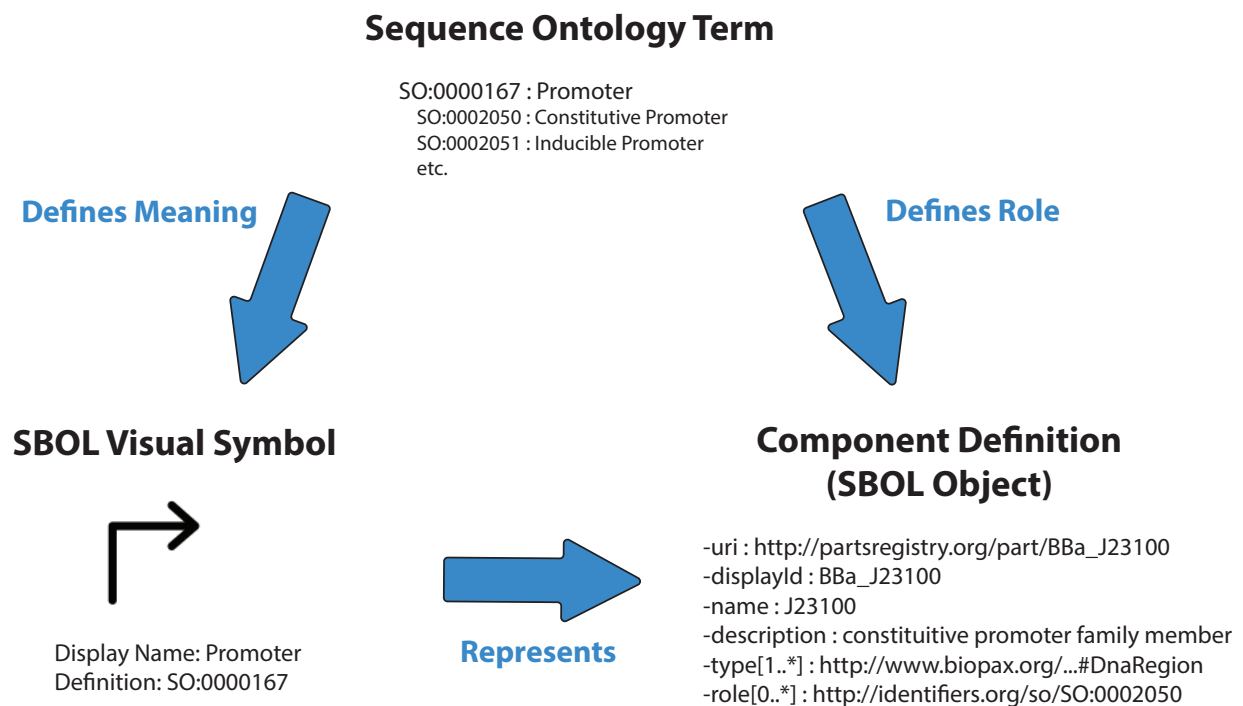 Sequence Ontology Term
SO:0000167 : Promoter
SO:0002050 : Constitutive Promoter
SO:0002051 : Inducible Promoter
etc.
Defines Meaning
Defines Role
SBOL Visual Symbol
Component Definition
(SBOL Object)
-uri : http://partsregistry.org/part/BBa_J23100
-displayId : BBa_J23100
-name : J23100
-description : constituitive promoter family member
-type[1..*] : http://www.biopax.org/...#DnaRegion
-role[0..*] : http://identifiers.org/so/SO:0002050
Represents
Display Name: Promoter
Definition: SO:0000167